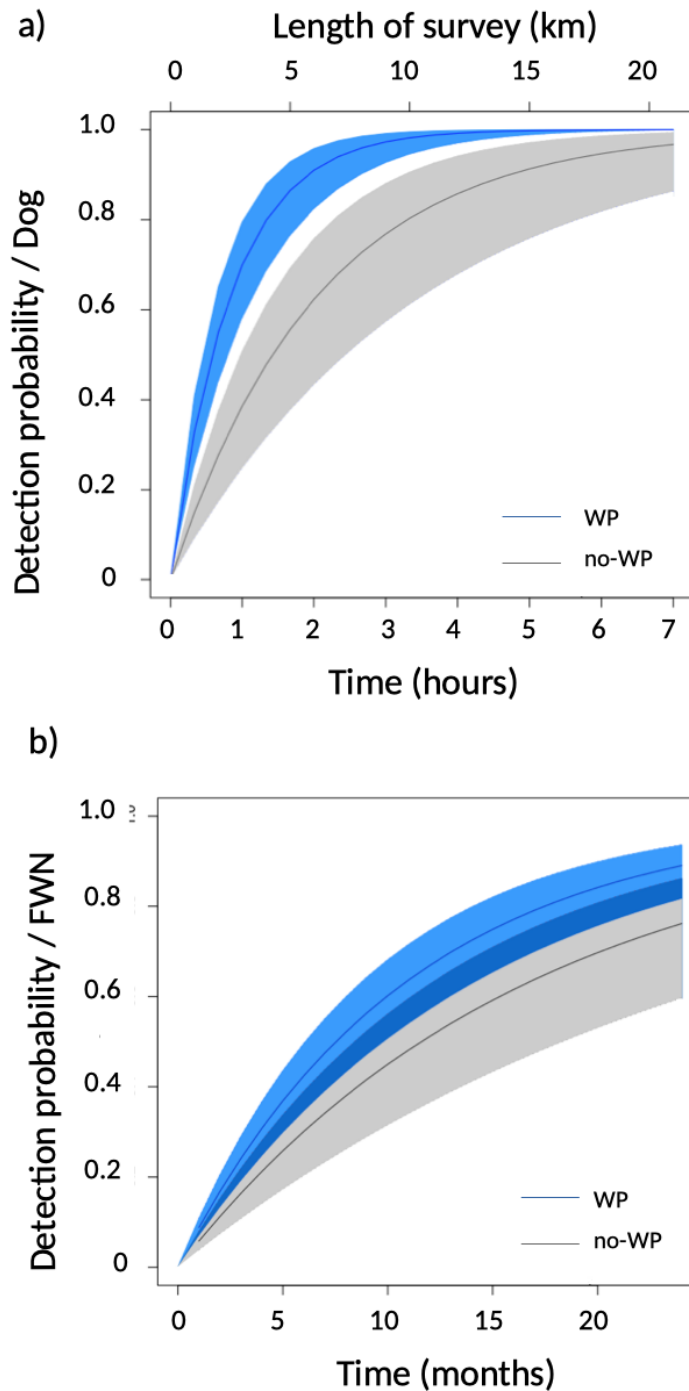 a)
Length of survey (km)
0 5 10 15 20
Detection probability / Dog
1.0
0.8
0.6
0.4
0.2
0
WP
no-WP
0 1 2 3 4 5 6 7
Time (hours)
b)
Detection probability / FWN
1.0
0.8
0.6
0.4
0.2
0
WP
no-WP
0 5 10 15 20
Time (months)